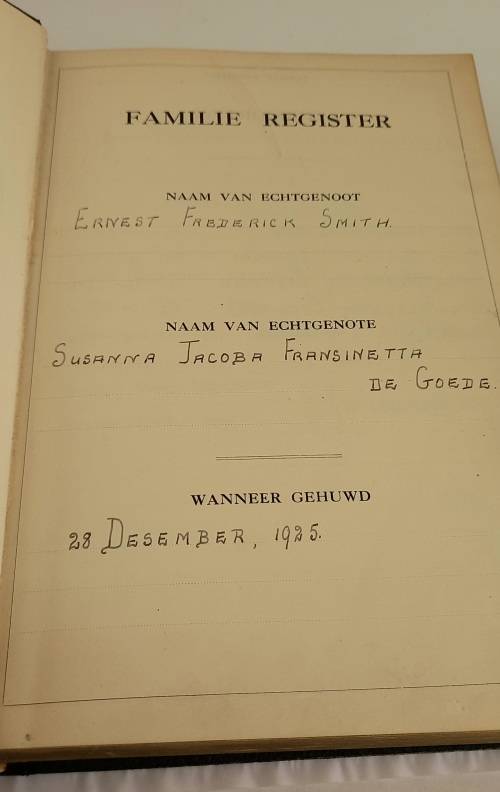 FAMILIE REGISTER
NAAM VAN ECHTGENOOT
ERNEST FREDERICK SMITH.
NAAM VAN ECHTGENOTE
SUSANNA JACOBA FRANSINETTA
DE GOEDE.
WANNEER GEHUWD
28 DESEMBER, 1925.